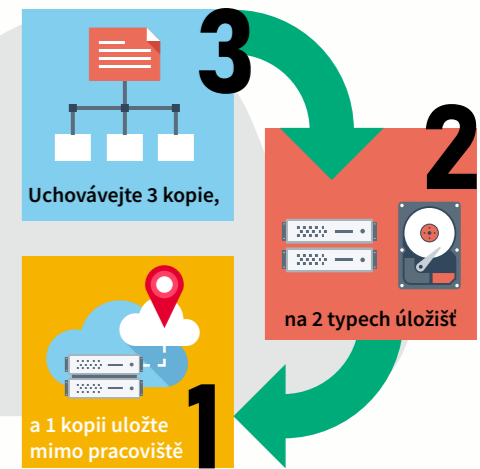 3
Uchovávejte 3 kopie,
2
na 2 typech úložišť
1
a 1 kopii uložte
mimo pracoviště